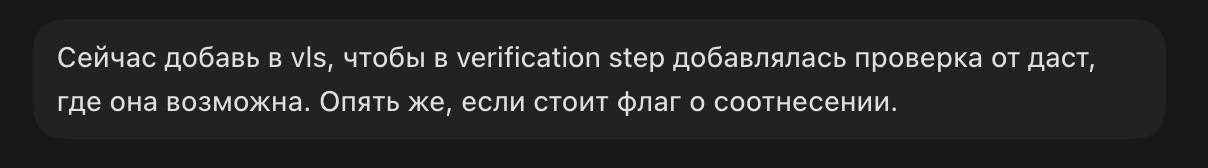 Сейчас добавь в vls, чтобы в verification step добавлялась проверка от даст,
где она возможна. Опять же, если стоит флаг о соотнесении.